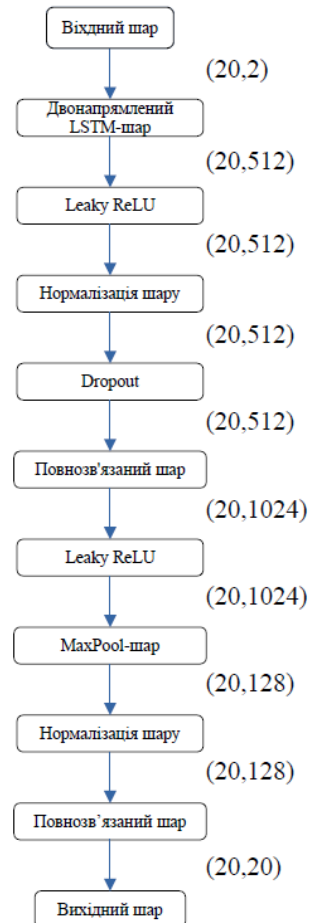 Віхдний шар
(20,2)
Двонапрямлений
LSTM-шар
(20,512)
Leaky ReLU
(20,512)
Нормалізація шару
(20,512)
Dropout
(20,512)
Повнозв'язаний шар
(20,1024)
Leaky ReLU
(20,1024)
MaxPool-шар
(20,128)
Нормалізація шару
(20,128)
Повнозв’язаний шар
(20,20)
Вихідний шар